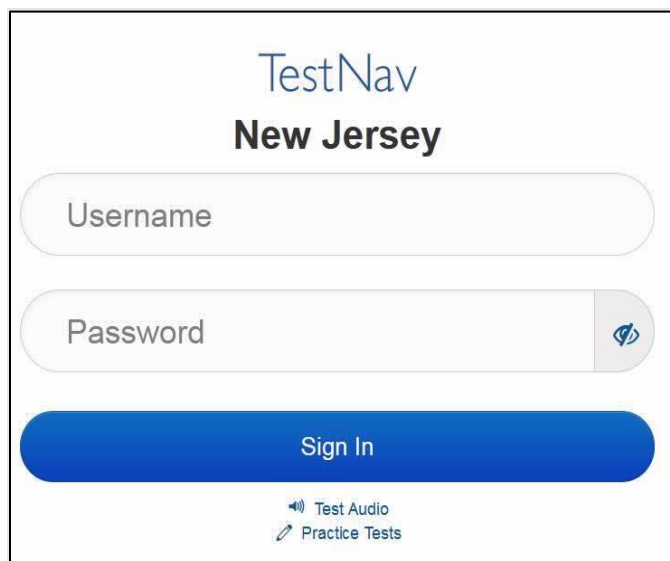 TestNav
New Jersey
Username
Password
Sign In
Test Audio
Practice Tests